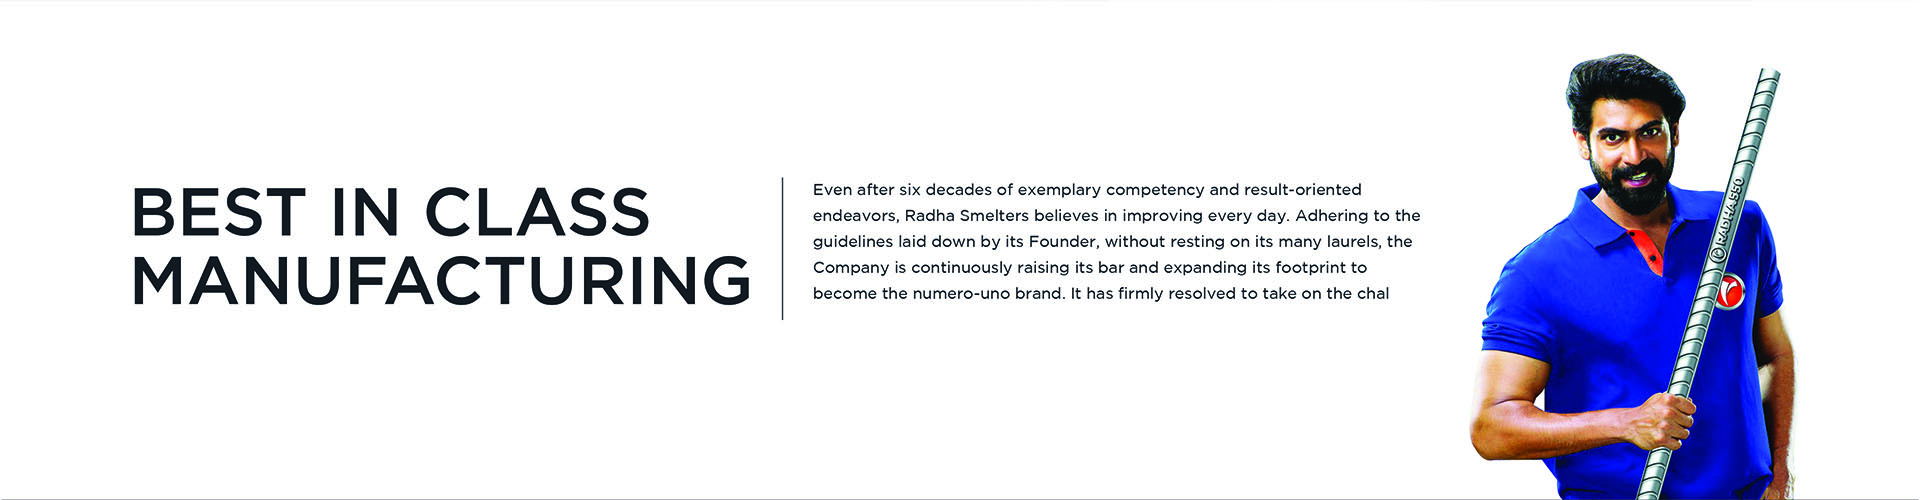 BEST IN CLASS
MANUFACTURING
Even after six decades of exemplary competency and result-oriented
endeavors, Radha Smelters believes in improving every day. Adhering to the
guidelines laid down by its Founder, without resting on its many laurels, the
Company is continuously raising its bar and expanding its footprint to
become the numero-uno brand. It has firmly resolved to take on the chal
RADHA 550